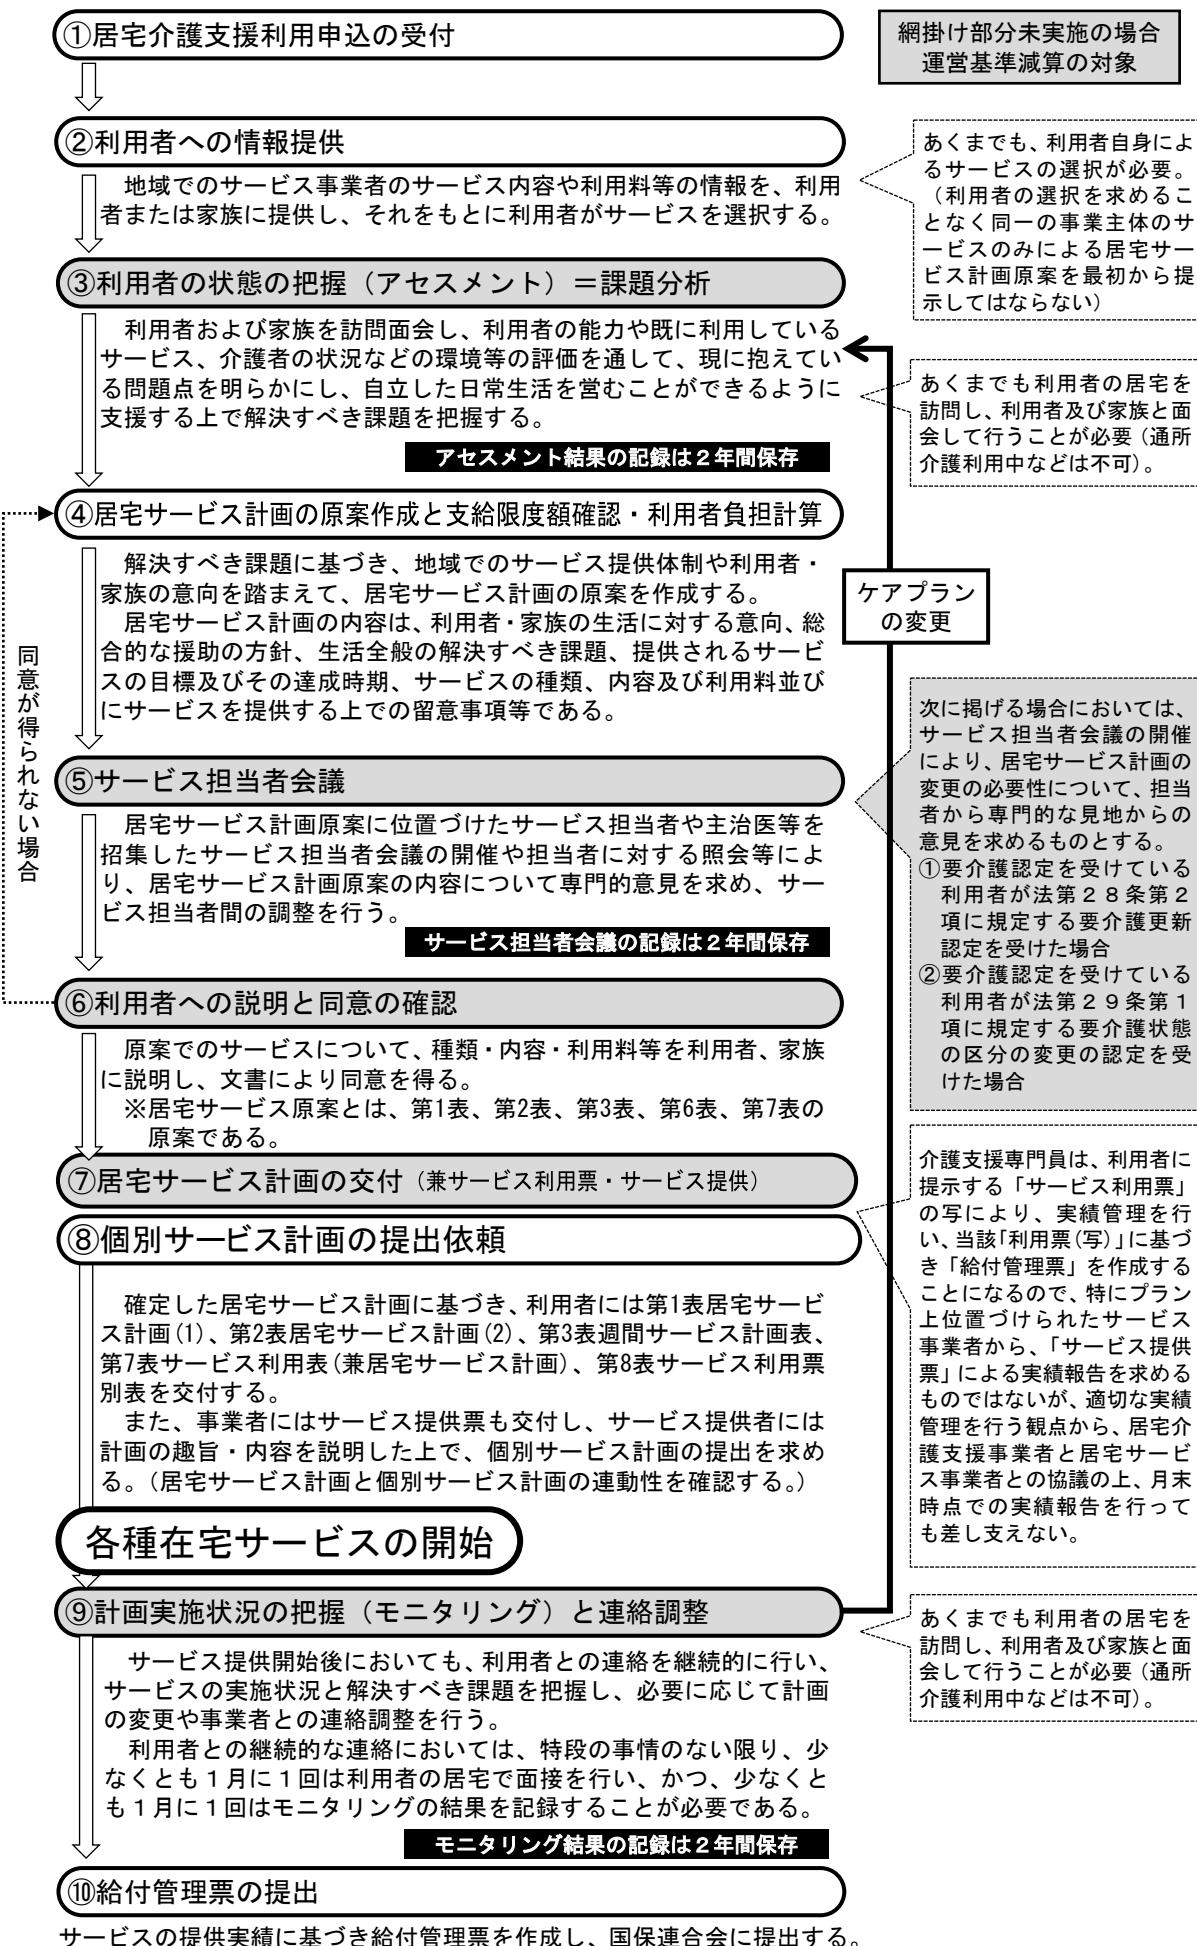 ①居宅介護支援利用申込の受付
網掛け部分未実施の場合
運営基準減算の対象
②利用者への情報提供
地域でのサービス事業者のサービス内容や利用料等の情報を、利用
者または家族に提供し、それをもとに利用者がサービスを選択する。
あくまでも、利用者自身によ
るサービスの選択が必要。
（利用者の選択を求めるこ
となく同一の事業主体のサ
ービスのみによる居宅サー
ビス計画原案を最初から提
示してはならない）
③利用者の状態の把握（アセスメント）＝課題分析
利用者および家族を訪問面会し、利用者の能力や既に利用している
サービス、介護者の状況などの環境等の評価を通して、現に抱えてい
る問題点を明らかにし、自立した日常生活を営むことができるように
支援する上で解決すべき課題を把握する。
アセスメント結果の記録は２年間保存
あくまでも利用者の居宅を
訪問し、利用者及び家族と面
会して行うことが必要（通所
介護利用中などは不可）。
④居宅サービス計画の原案作成と支給限度額確認・利用者負担計算
解決すべき課題に基づき、地域でのサービス提供体制や利用者・
家族の意向を踏まえて、居宅サービス計画の原案を作成する。
居宅サービス計画の内容は、利用者・家族の生活に対する意向、総
合的な援助の方針、生活全般の解決すべき課題、提供されるサービ
スの目標及びその達成時期、サービスの種類、内容及び利用料並び
にサービスを提供する上での留意事項等である。
ケアプラン
の変更
同意が得られない場合
⑤サービス担当者会議
居宅サービス計画原案に位置づけたサービス担当者や主治医等を
招集したサービス担当者会議の開催や担当者に対する照会等によ
り、居宅サービス計画原案の内容について専門的意見を求め、サー
ビス担当者間の調整を行う。
サービス担当者会議の記録は２年間保存
次に掲げる場合においては、
サービス担当者会議の開催
により、居宅サービス計画の
変更の必要性について、担当
者から専門的な見地からの
意見を求めるものとする。
①要介護認定を受けている
利用者が法第２８条第２
項に規定する要介護更新
認定を受けた場合
②要介護認定を受けている
利用者が法第２９条第１
項に規定する要介護状態
の区分の変更の認定を受
けた場合
⑥利用者への説明と同意の確認
原案でのサービスについて、種類・内容・利用料等を利用者、家族
に説明し、文書により同意を得る。
※居宅サービス原案とは、第1表、第2表、第3表、第6表、第7表の
原案である。
⑦居宅サービス計画の交付（兼サービス利用票・サービス提供）
⑧個別サービス計画の提出依頼
確定した居宅サービス計画に基づき、利用者には第1表居宅サービ
ス計画(1)、第2表居宅サービス計画(2)、第3表週間サービス計画表、
第7表サービス利用表(兼居宅サービス計画)、第8表サービス利用票
別表を交付する。
また、事業者にはサービス提供票も交付し、サービス提供者には
計画の趣旨・内容を説明した上で、個別サービス計画の提出を求め
る。（居宅サービス計画と個別サービス計画の連動性を確認する。）
介護支援専門員は、利用者に
提示する「サービス利用票」
の写により、実績管理を行
い、当該「利用票(写)」に基づ
き「給付管理票」を作成する
ことになるので、特にプラン
上位置づけられたサービス
事業者から、「サービス提供
票」による実績報告を求める
ものではないが、適切な実績
管理を行う観点から、居宅介
護支援事業者と居宅サービ
ス事業者との協議の上、月末
時点での実績報告を行って
も差し支えない。
各種在宅サービスの開始
⑨計画実施状況の把握（モニタリング）と連絡調整
サービス提供開始後においても、利用者との連絡を継続的に行い、
サービスの実施状況と解決すべき課題を把握し、必要に応じて計画
の変更や事業者との連絡調整を行う。
利用者との継続的な連絡においては、特段の事情のない限り、少
なくとも１月に１回は利用者の居宅で面接を行い、かつ、少なくと
も１月に１回はモニタリングの結果を記録することが必要である。
モニタリング結果の記録は２年間保存
あくまでも利用者の居宅を
訪問し、利用者及び家族と面
会して行うことが必要（通所
介護利用中などは不可）。
⑩給付管理票の提出
サービスの提供実績に基づき給付管理票を作成し、国保連合会に提出する。